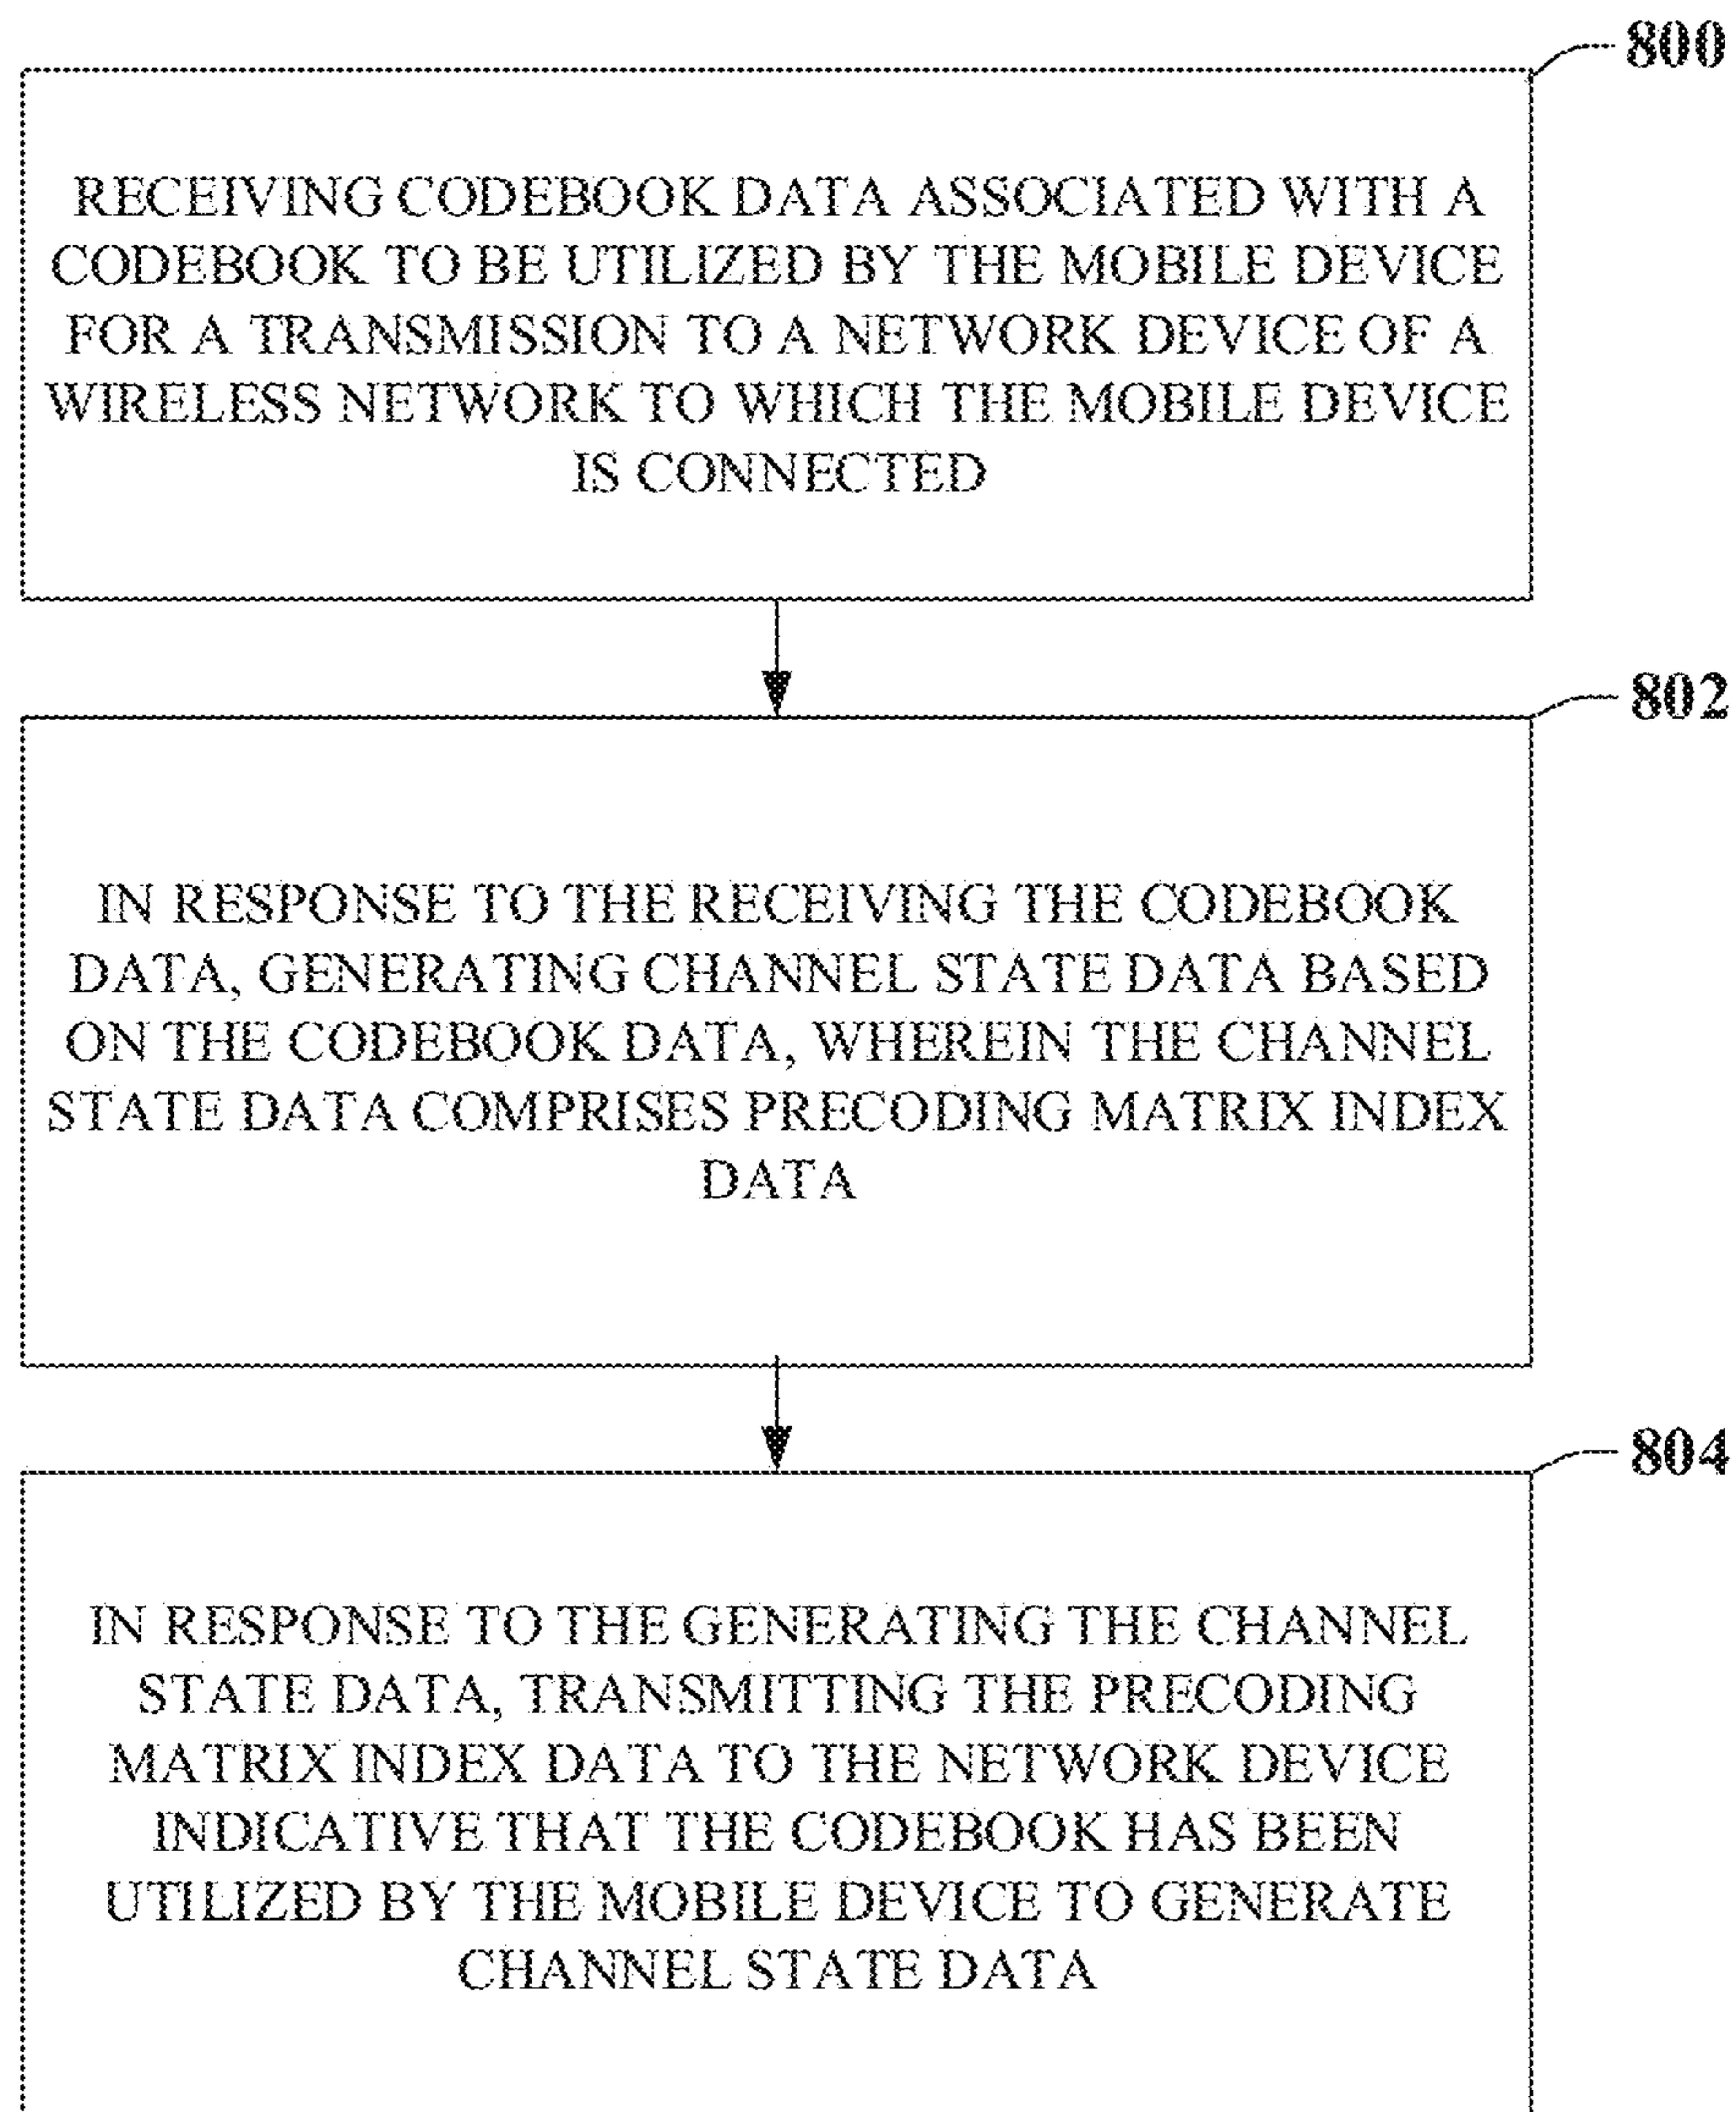 800
RECEIVING CODEBOOK DATA ASSOCIATED WITH A
CODEBOOK TO BE UTILIZED BY THE MOBILE DEVICE
FOR A TRANSMISSION TO A NETWORK DEVICE OF A
WIRELESS NETWORK TO WHICH THE MOBILE DEVICE
IS CONNECTED
802
IN RESPONSE TO THE RECEIVING THE CODEBOOK
DATA, GENERATING CHANNEL STATE DATA BASED
ON THE CODEBOOK DATA, WHEREIN THE CHANNEL
STATE DATA COMPRISES PRECODING MATRIX INDEX
DATA
804
IN RESPONSE TO THE GENERATING THE CHANNEL
STATE DATA, TRANSMITTING THE PRECODING
MATRIX INDEX DATA TO THE NETWORK DEVICE
INDICATIVE THAT THE CODEBOOK HAS BEEN
UTILIZED BY THE MOBILE DEVICE TO GENERATE
CHANNEL STATE DATA